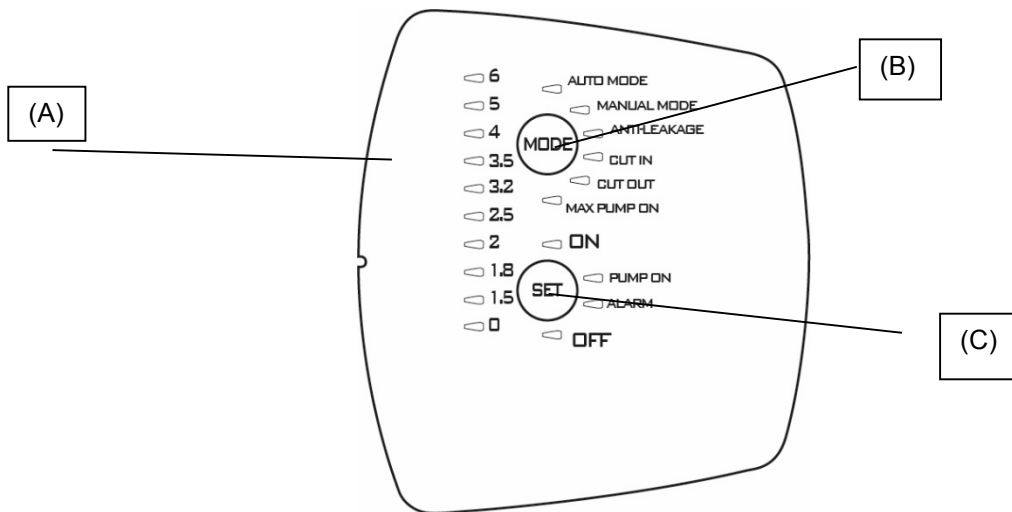 (A)
(B)
(C)
6
5
4
3.5
3.2
2.5
2
1.8
1.5
0
AUTO MODE
MANUAL MODE
ANTI-LEAKAGE
MODE
CUT IN
CUT OUT
MAX PUMP ON
ON
PUMP ON
SET
ALARM
OFF